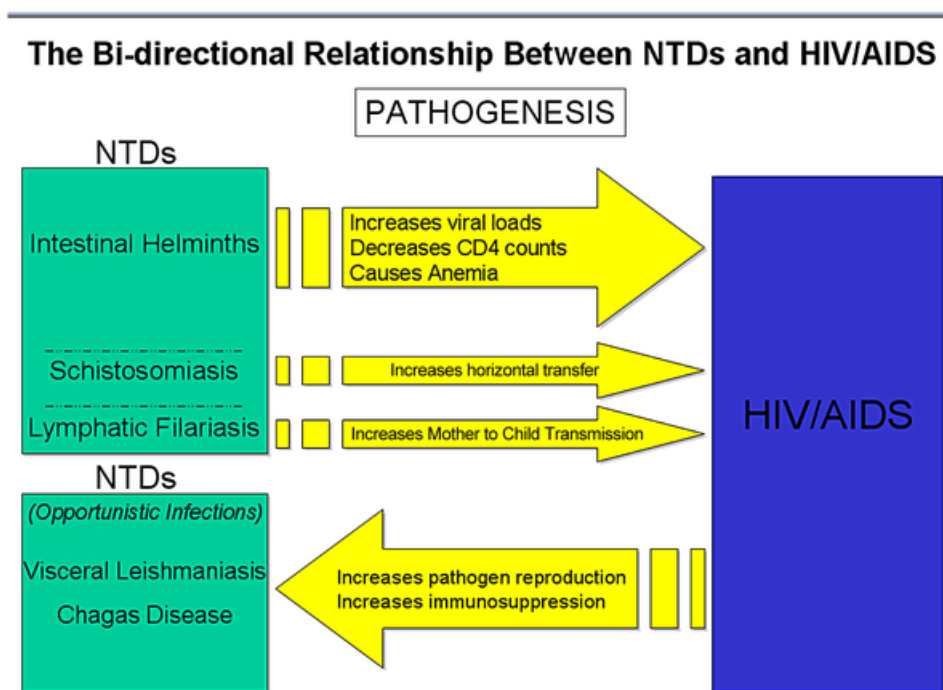 The Bi-directional Relationship Between NTDs and HIV/AIDS
PATHOGENESIS
NTDs
Intestinal Helminths
Increases viral loads
Decreases CD4 counts
Causes Anemia
Schistosomiasis
Increases horizontal transfer
Lymphatic Filariasis
Increases Mother to Child Transmission
HIV/AIDS
NTDs
(Opportunistic Infections)
Visceral Leishmaniasis
Chagas Disease
Increases pathogen reproduction
Increases immunosuppression